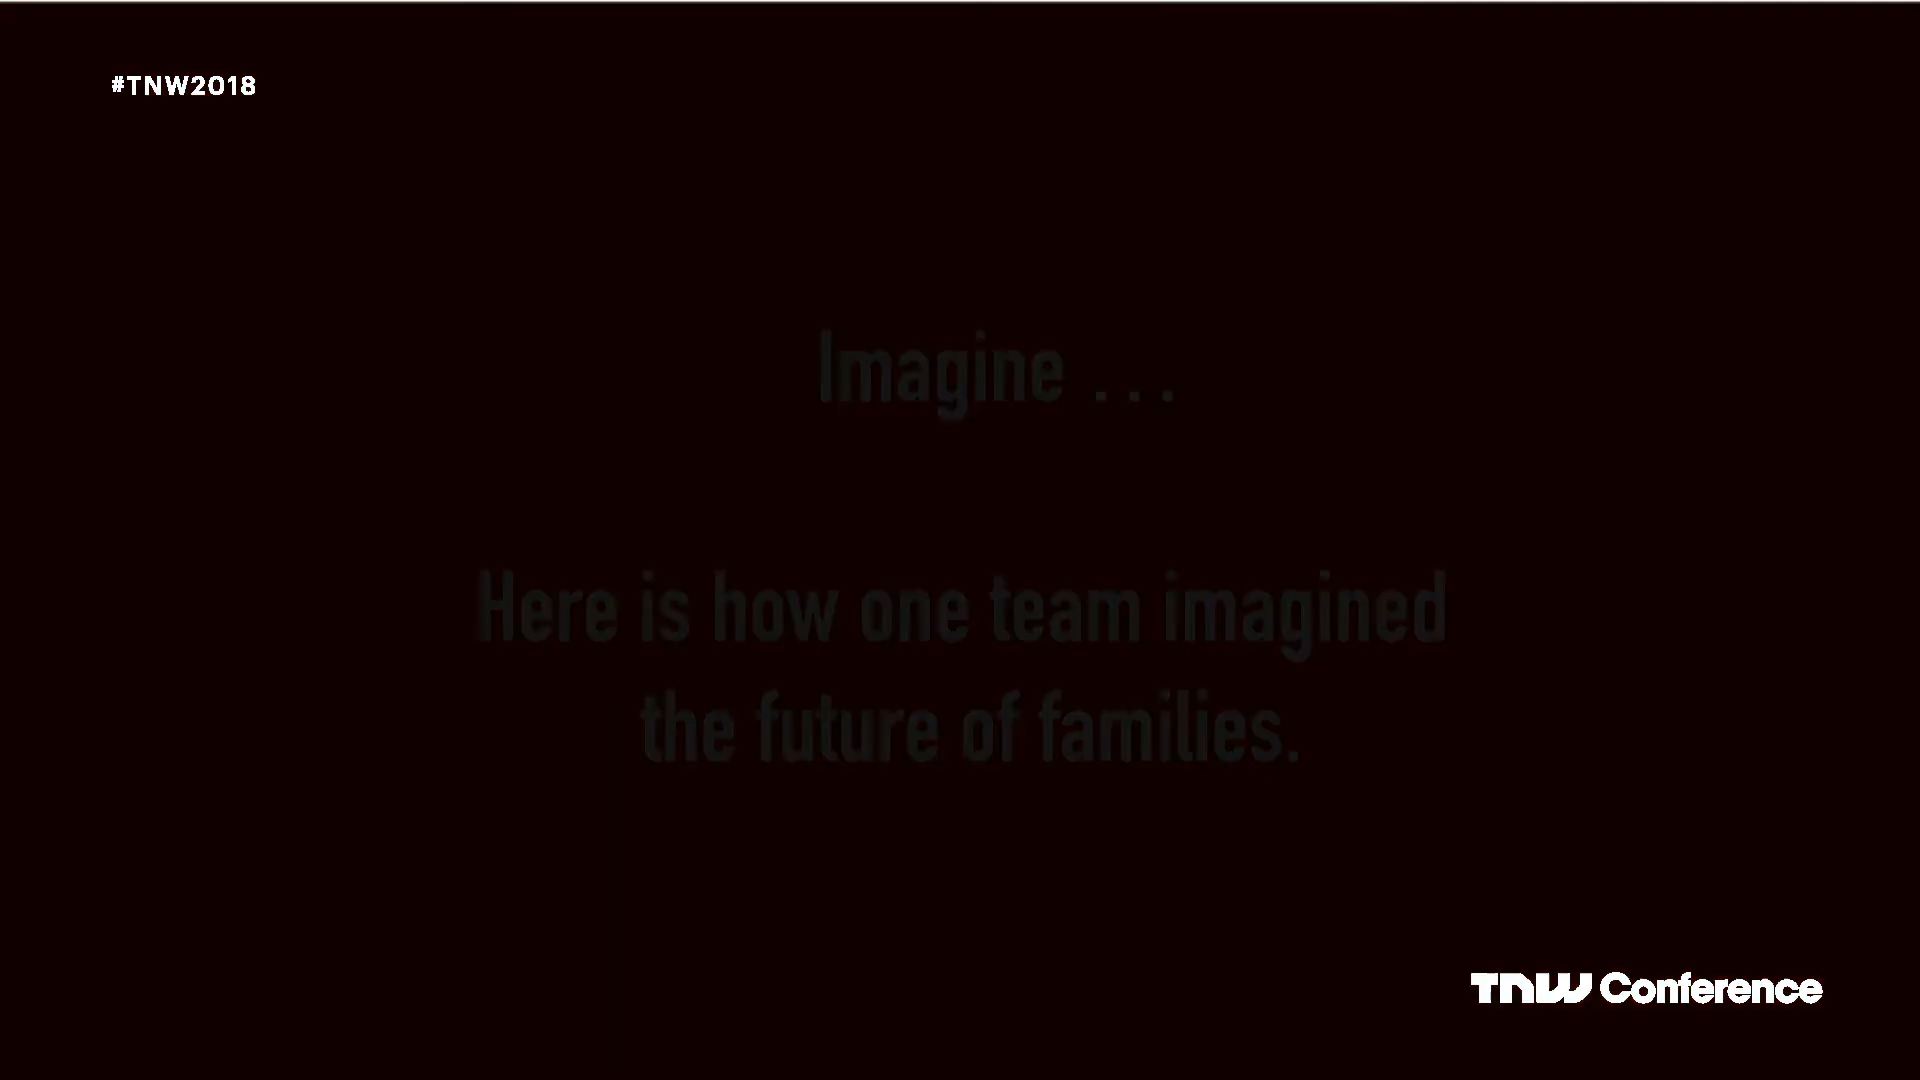 #TNW2018
Imagine . . .
Here is how one team imagined
the future of families.
TNW Conference